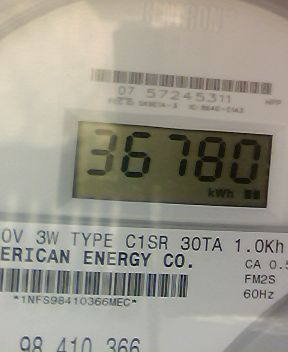 07 57245311
36780
kWh
0V 3W TYPE C1SR 30TA 1.0Kh
ERICAN ENERGY CO.
CA 0.5
FM2S
*1NFS98410366MEC*
60Hz
98 410 366